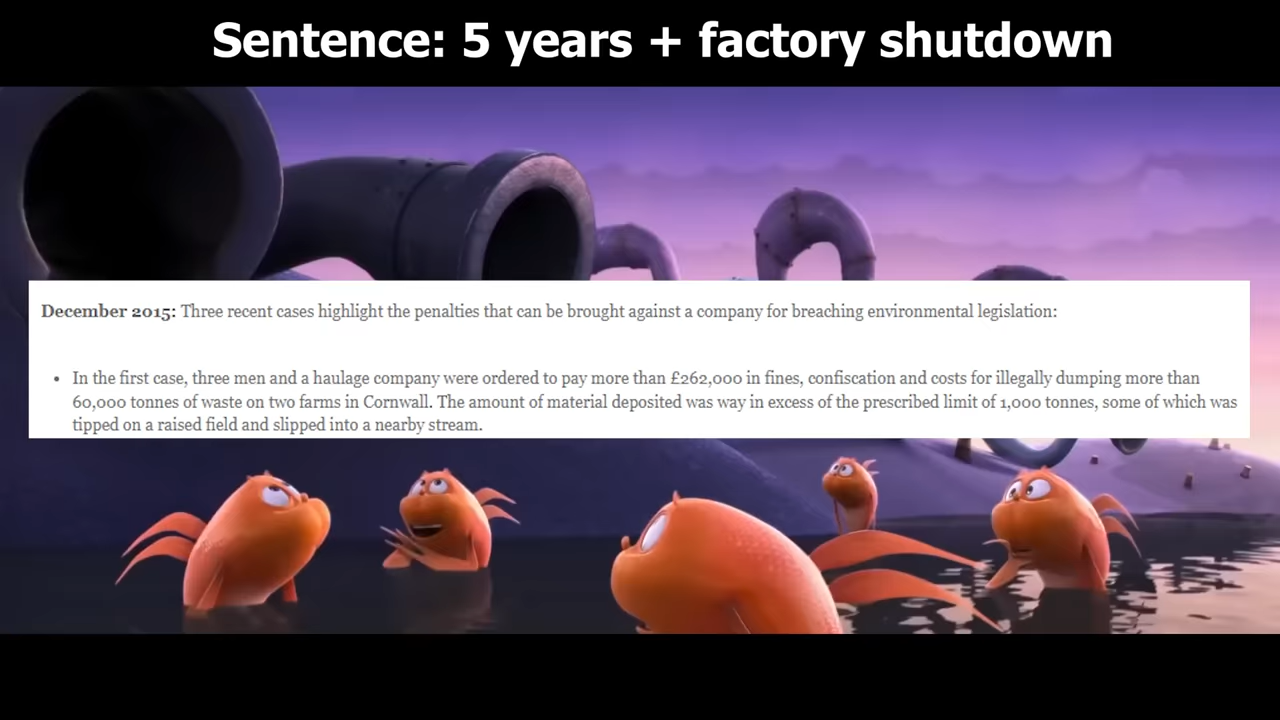 Sentence: 5 years + factory shutdown
December 2015: Three recent cases highlight the penalties that can be brought against a company for breaching environmental legislation:
• In the first case, three men and a haulage company were ordered to pay more than £262,000 in fines, confiscation and costs for illegally dumping more than
60,000 tonnes of waste on two farms in Cornwall. The amount of material deposited was way in excess of the prescribed limit of 1,000 tonnes, some of which was
tipped on a raised field and slipped into a nearby stream.